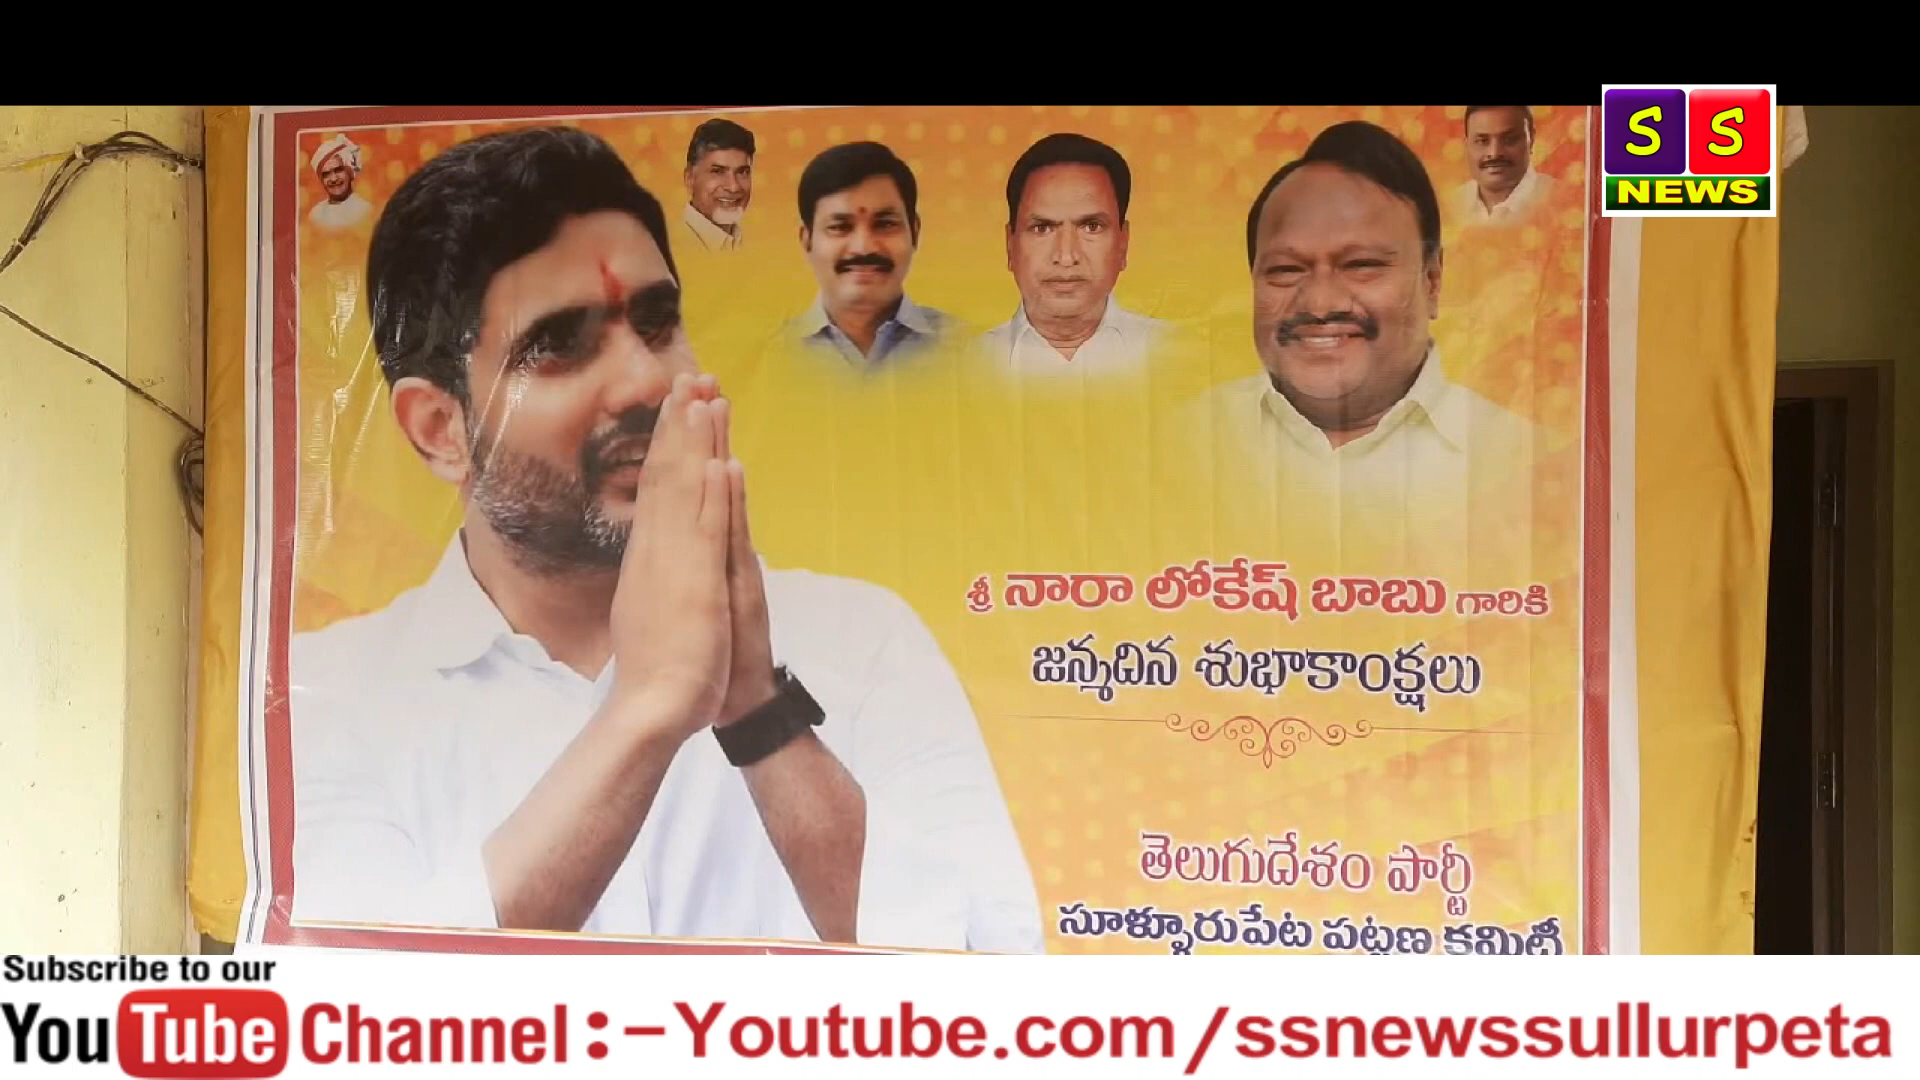 S S
NEWS
శ్రీ నారా లోకేష్ బాబు గారికి
జన్మదిన శుభాకాంక్షలు
తెలుగుదేశం పార్టీ
సూళ్ళూరుపేట పట్టణ కమిటీ
Subscribe to our
YouTube Channel :-Youtube.com/ssnewssullurpeta